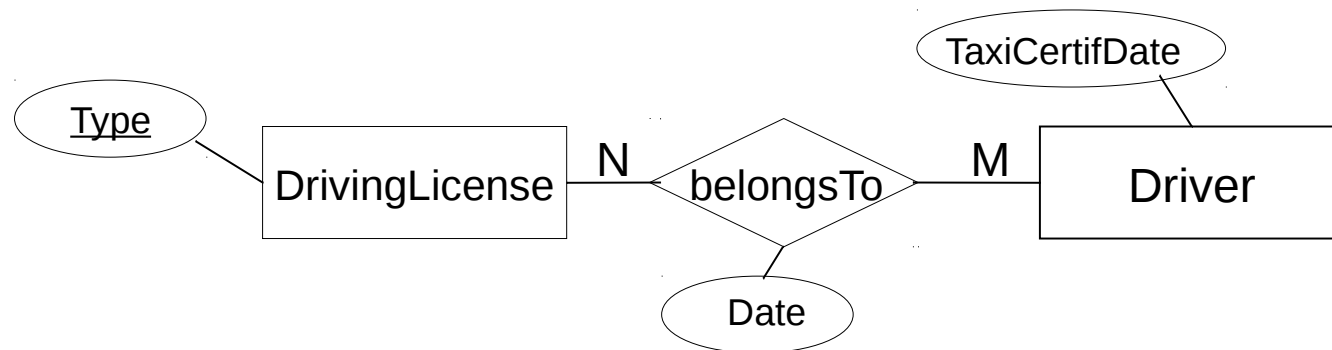 TaxiCertifDate
Type
DrivingLicense
N
belongsTo
M
Driver
Date